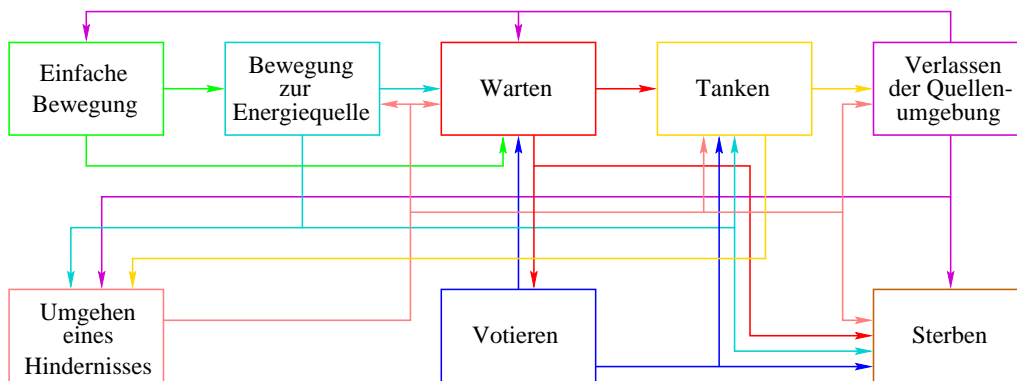 Einfache
Bewegung
Bewegung
zur
Energiequelle
Warten
Tanken
Verlassen
der Quellen-
umgebung
Umgehen
eines
Hindernisses
Votieren
Sterben